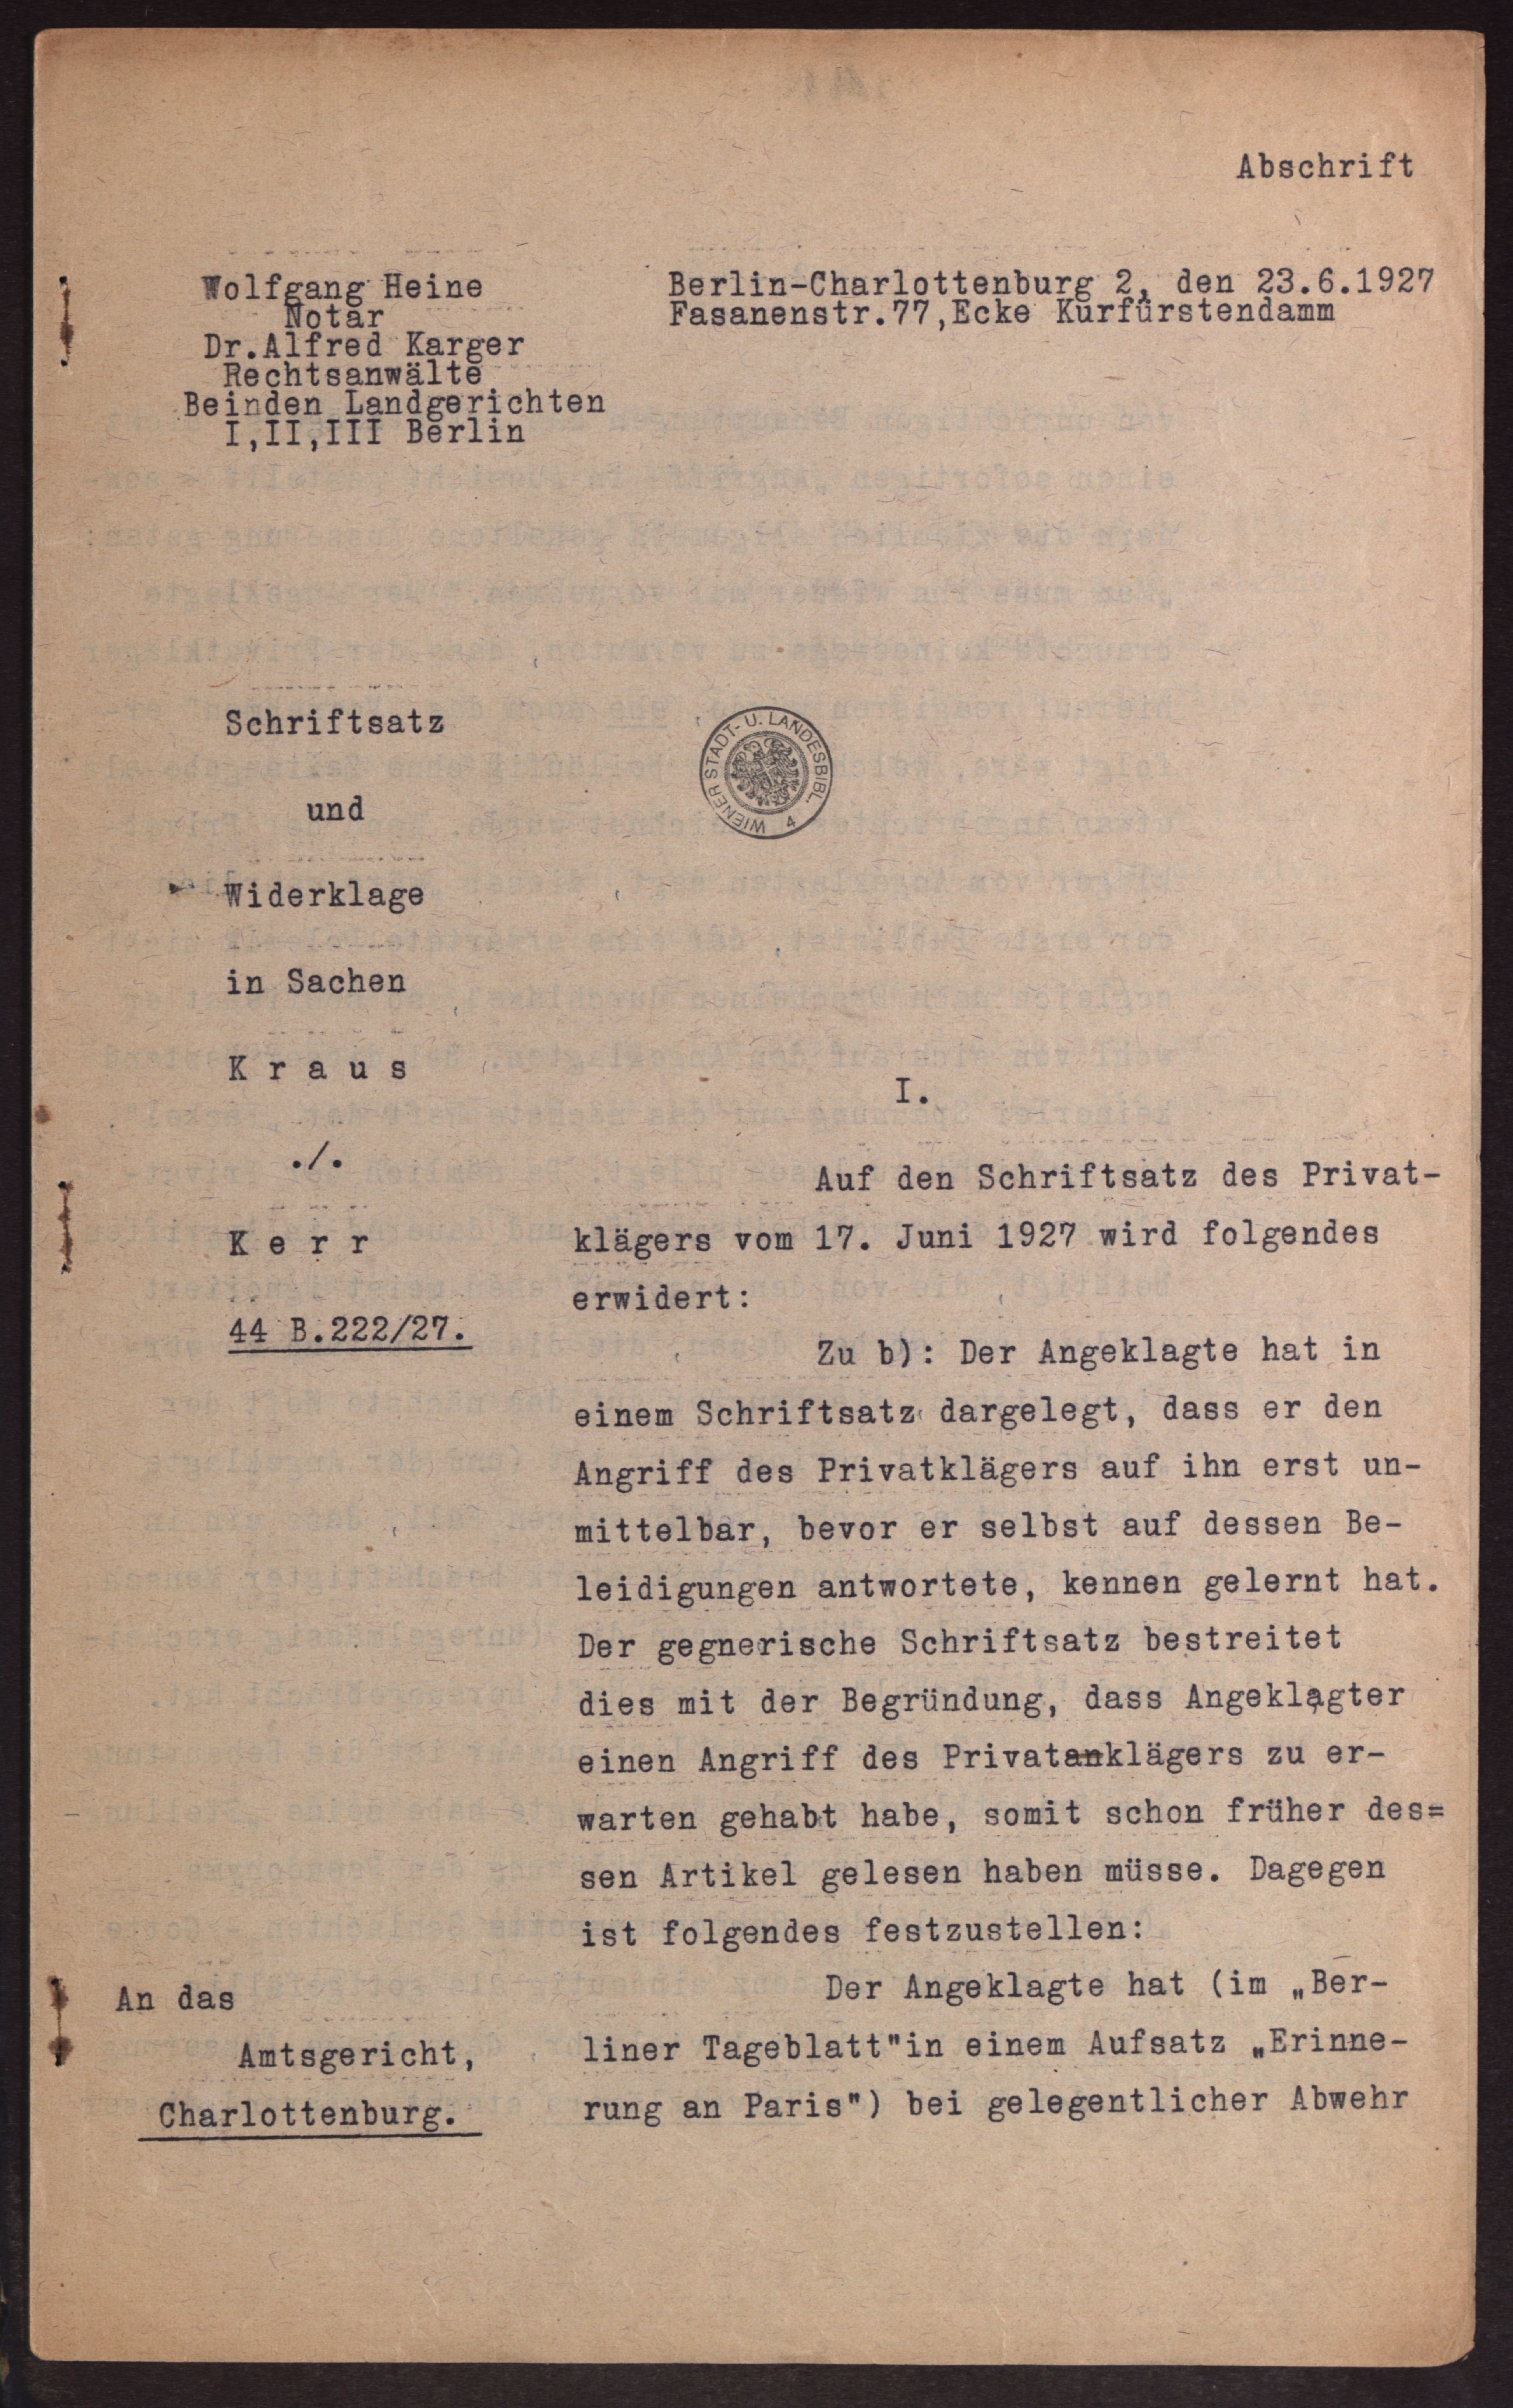 Abschrift
Wolfgang Heine
Notar
Dr.Alfred Karger
Rechtsanwälte
Beinden Landgerichten
I,II,III Berlin
Berlin-Charlottenburg 2, den 23.6.1927
Fasanenstr.77,Ecke Kurfürstendamm
Schriftsatz
und
Widerklage
in Sachen
K r a u s
./.
K e r r
44 B.222/27.
WIENER STADT- U. LANDESBIBL.
4
I.
Auf den Schriftsatz des Privat-
klägers vom 17. Juni 1927 wird folgendes
erwidert:
Zu b): Der Angeklagte hat in
einem Schriftsatz dargelegt, dass er den
Angriff des Privatklägers auf ihn erst un-
mittelbar, bevor er selbst auf dessen Be-
leidigungen antwortete, kennen gelernt hat.
Der gegnerische Schriftsatz bestreitet
dies mit der Begründung, dass Angeklagter
einen Angriff des Privatanklägers zu er-
warten gehabt habe, somit schon früher des=
sen Artikel gelesen haben müsse. Dagegen
ist folgendes festzustellen:
Der Angeklagte hat (im „Ber-
liner Tageblatt"in einem Aufsatz „Erinne-
rung an Paris") bei gelegentlicher Abwehr
An das
Amtsgericht,
Charlottenburg.